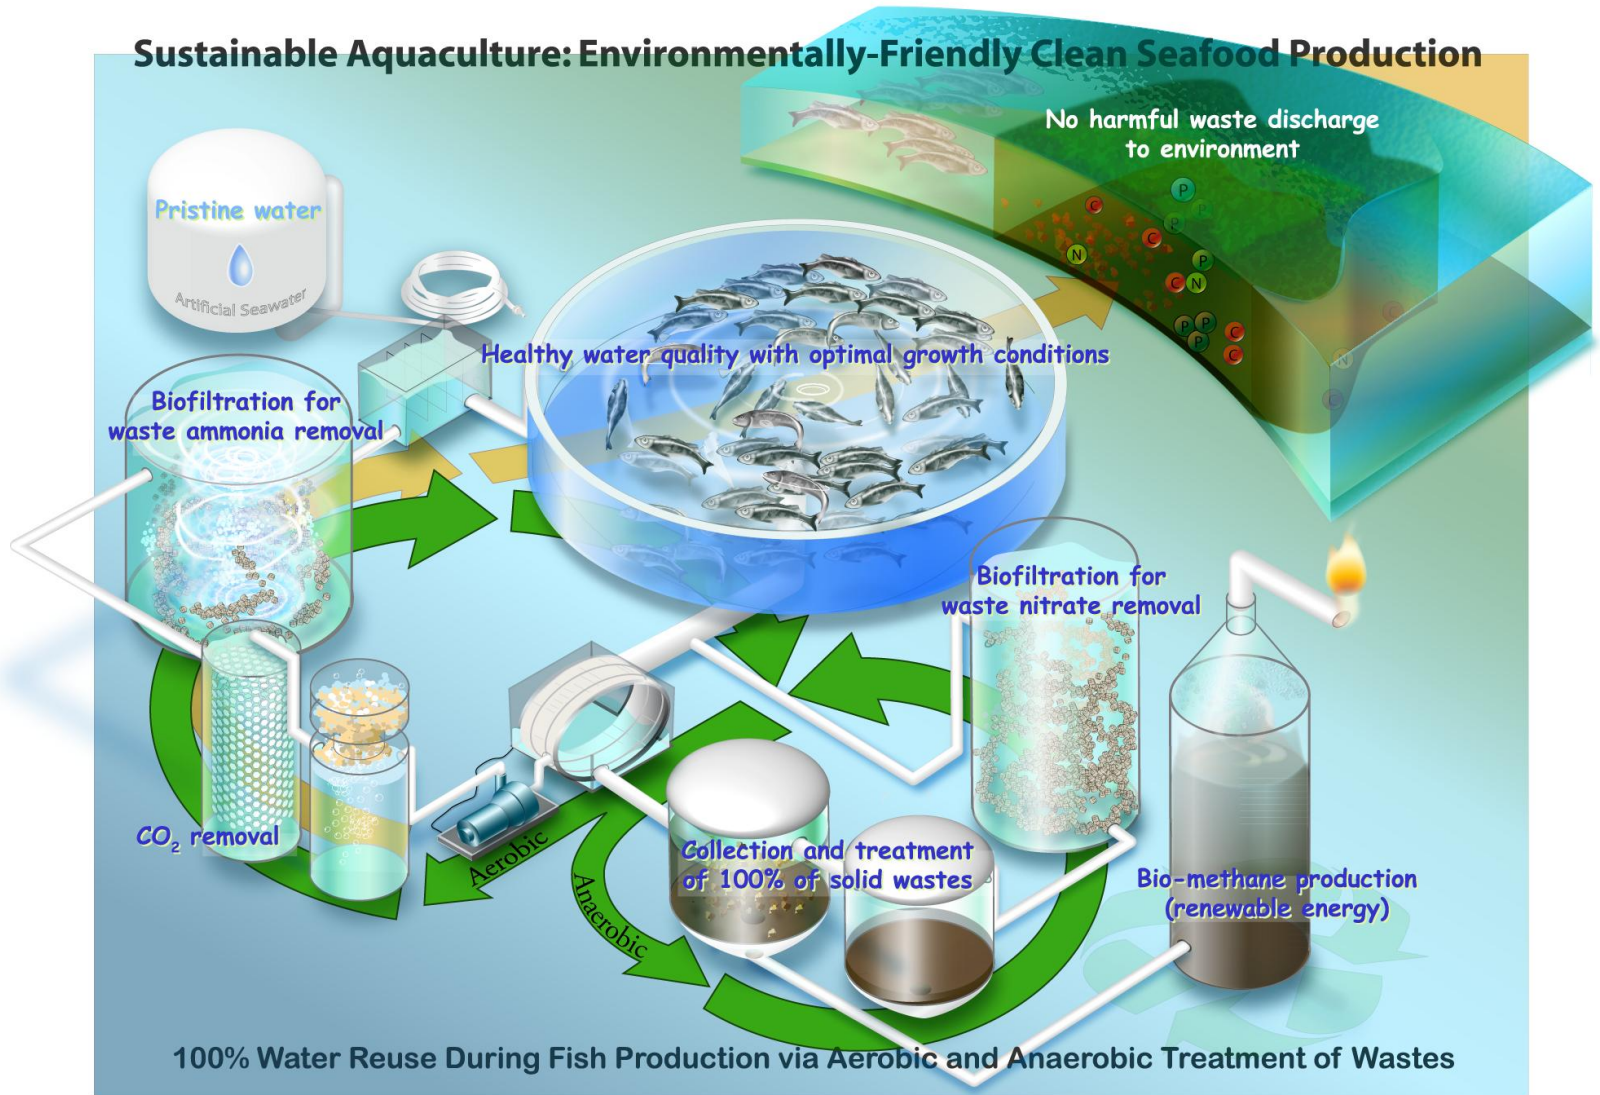 Sustainable Aquaculture: Environmentally-Friendly Clean Seafood Production
No harmful waste discharge
to environment
P
C
P
P
C
N
P
C
N
P
P
P
C
C
C
N
C
Pristine water
Artificial Seawater
Healthy water quality with optimal growth conditions
Biofiltration for
waste ammonia removal
Biofiltration for
waste nitrate removal
CO₂ removal
Aerobic
Anaerobic
Collection and treatment
of 100% of solid wastes
Bio-methane production
(renewable energy)
100% Water Reuse During Fish Production via Aerobic and Anaerobic Treatment of Wastes